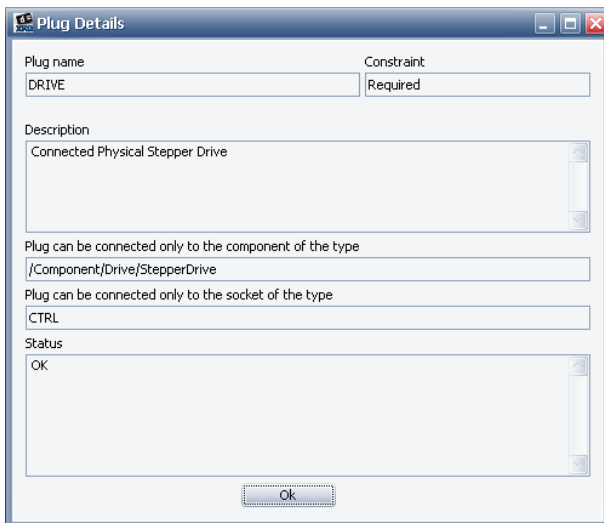 Plug Details
Plug name
Constraint
DRIVE
Required
Description
Connected Physical Stepper Drive
Plug can be connected only to the component of the type
/Component/Drive/StepperDrive
Plug can be connected only to the socket of the type
CTRL
Status
OK
Ok